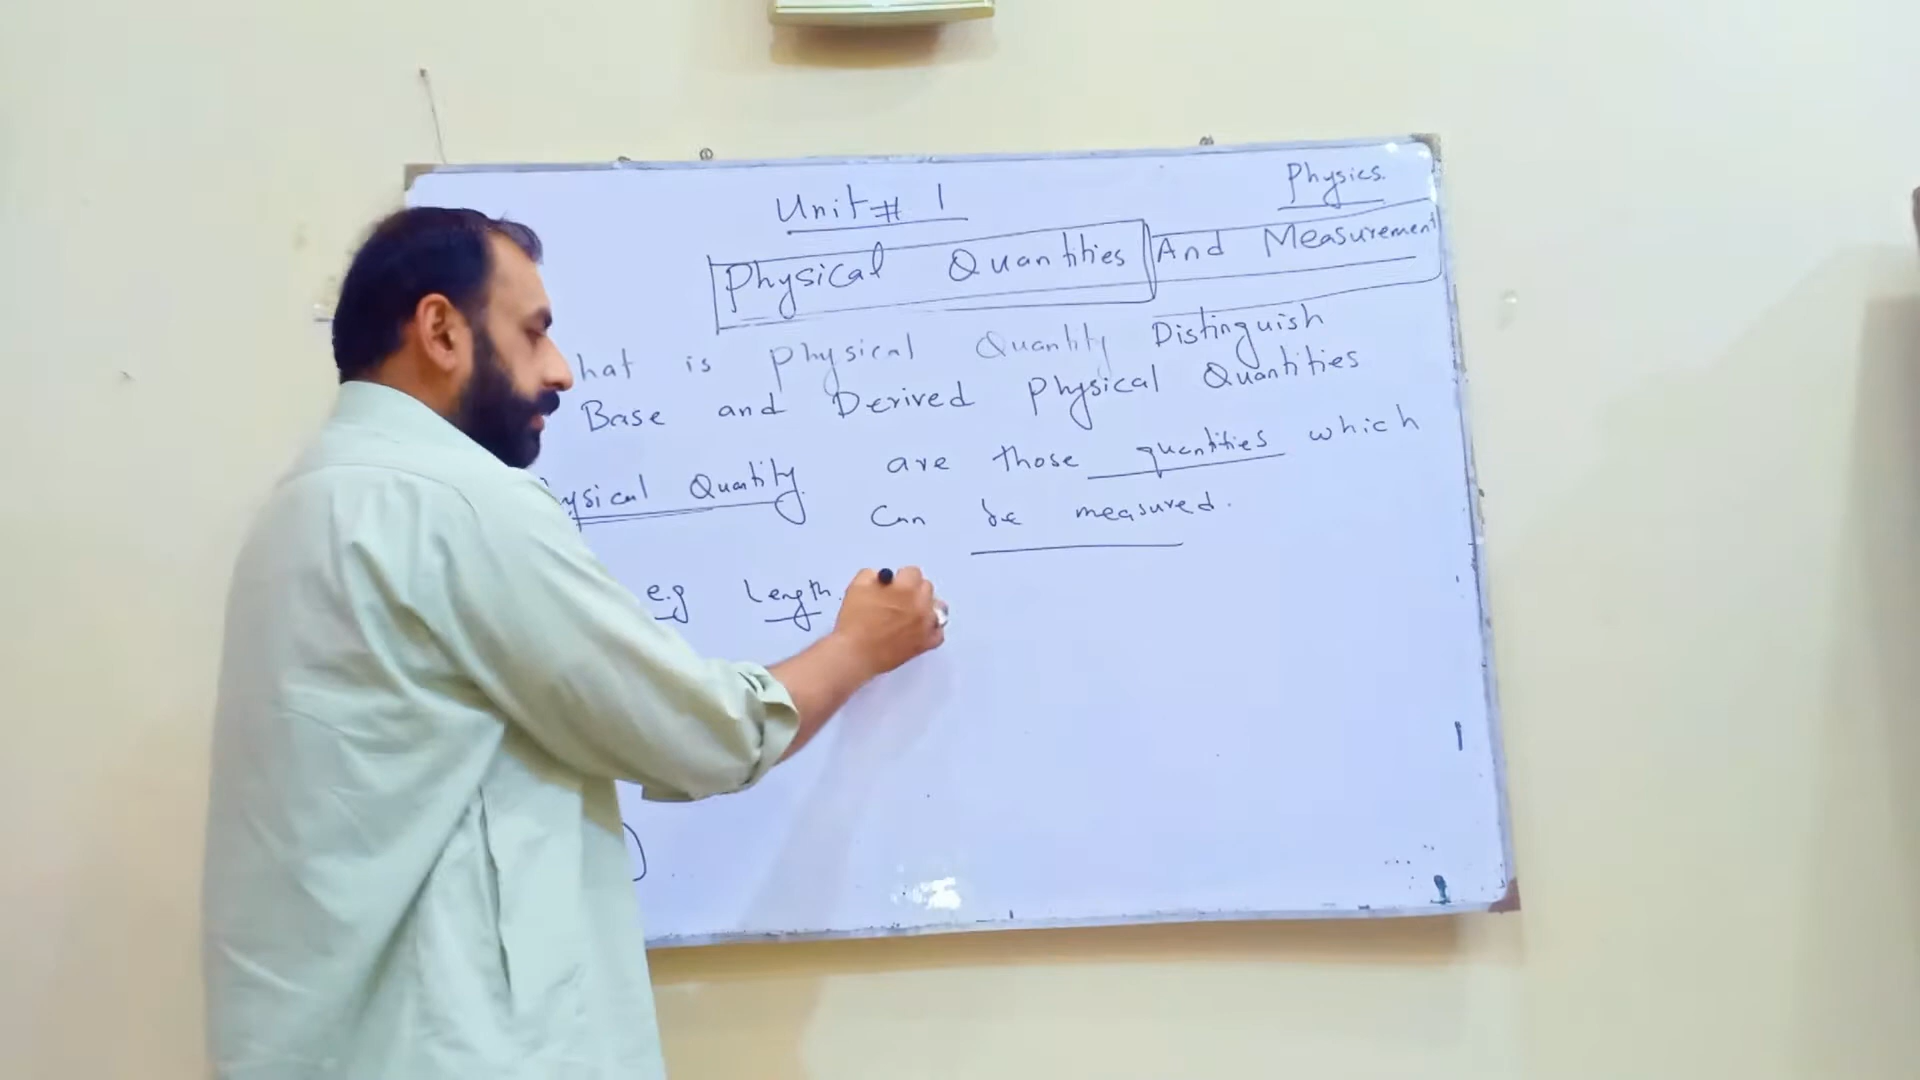 Physics.
Unit # 1
Physical Quantities And Measurement
hat is Physical Quantity Distinguish
Base and Derived Physical Quantities
ysical Quantity are those quantities which
Can be measured.
e.g Length.